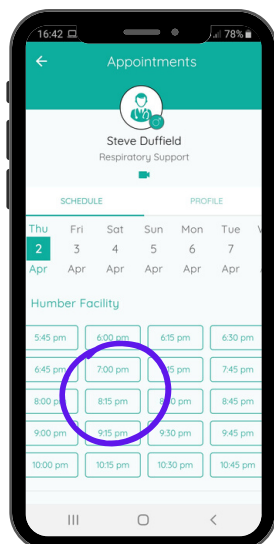 16:42 78%
Appointments
Steve Duffield
Respiratory Support
SCHEDULE PROFILE
Thu Fri Sat Sun Mon Tue
2 3 4 5 6 7
Apr Apr Apr Apr Apr Apr
Humber Facility
5:45 pm 6:00 pm 6:15 pm 6:30 pm
6:45 pm 7:00 pm 7:45 pm
8:00 pm 8:15 pm 8:45 pm
9:00 pm 9:15 pm 9:30 pm 9:45 pm
10:00 pm 10:15 pm 10:30 pm 10:45 pm